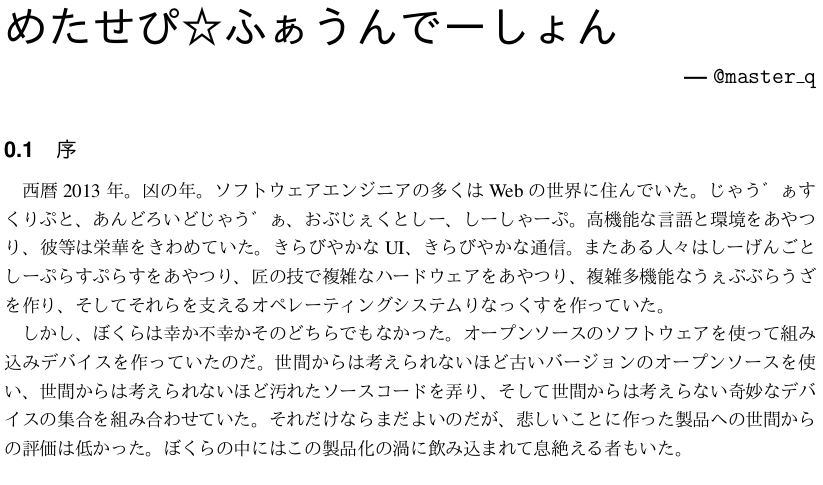 めたせぴ☆ふぁうんでーしょん
— @master_q
0.1 序
西暦 2013 年。凶の年。ソフトウェアエンジニアの多くは Web の世界に住んでいた。じゃう゛ぁす
くりぷと、あんどろいどじゃう゛ぁ、おぶじぇくとしー、しーしゃーぷ。高機能な言語と環境をあやつ
り、彼等は栄華をきわめていた。きらびやかな UI、きらびやかな通信。またある人々はしーげんごと
しーぷらすぷらすをあやつり、匠の技で複雑なハードウェアをあやつり、複雑多機能なうぇぶぶらうざ
を作り、そしてそれらを支えるオペレーティングシステムりなっくすを作っていた。
しかし、ぼくらは幸か不幸かそのどちらでもなかった。オープンソースのソフトウェアを使って組み
込みデバイスを作っていたのだ。世間からは考えられないほど古いバージョンのオープンソースを使
い、世間からは考えられないほど汚れたソースコードを弄り、そして世間からは考えらない奇妙なデバ
イスの集合を組み合わせていた。それだけならまだよいのだが、悲しいことに作った製品への世間から
の評価は低かった。ぼくらの中にはこの製品化の渦に飲み込まれて息絶える者もいた。